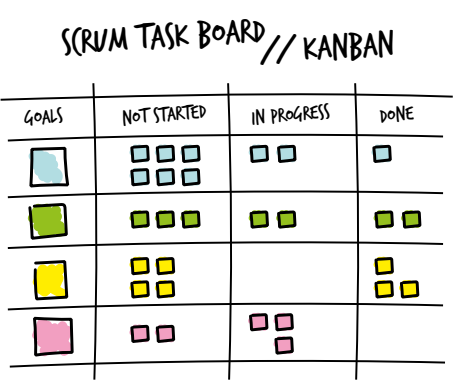 SCRUM TASK BOARD // KANBAN
GOALS
NOT STARTED
IN PROGRESS
DONE